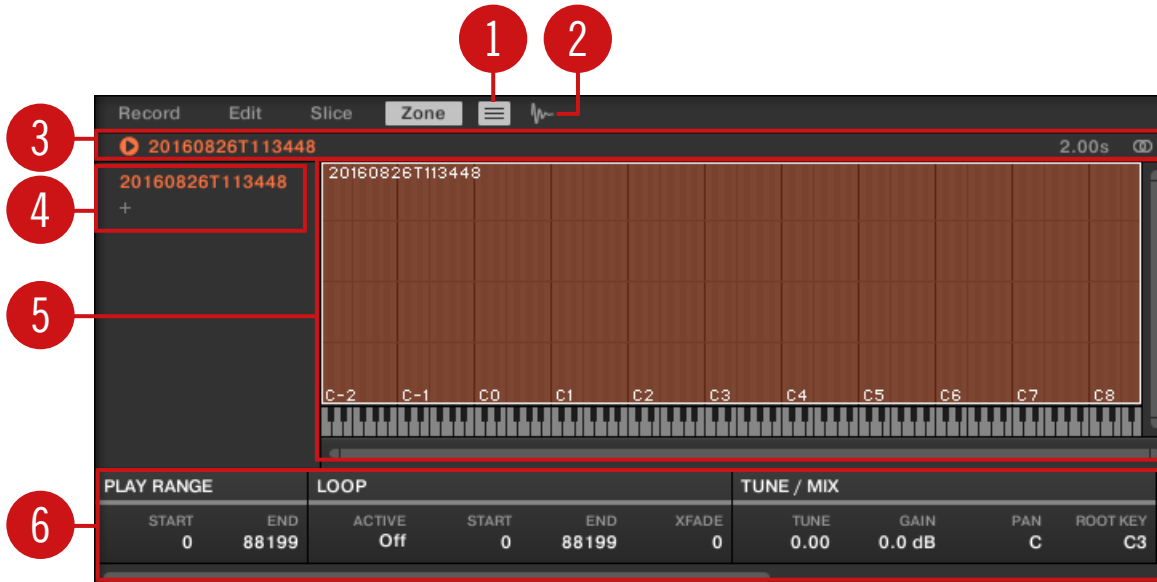 1 2
Record Edit Slice Zone
3
20160826T113448 2.00s
4
20160826T113448
+
20160826T113448
5
C-2 C-1 C0 C1 C2 C3 C4 C5 C6 C7 C8
6
PLAY RANGE LOOP TUNE / MIX
START END ACTIVE START END XFADE TUNE GAIN PAN ROOT KEY
0 88199 Off 0 88199 0 0.00 0.0 dB C C3